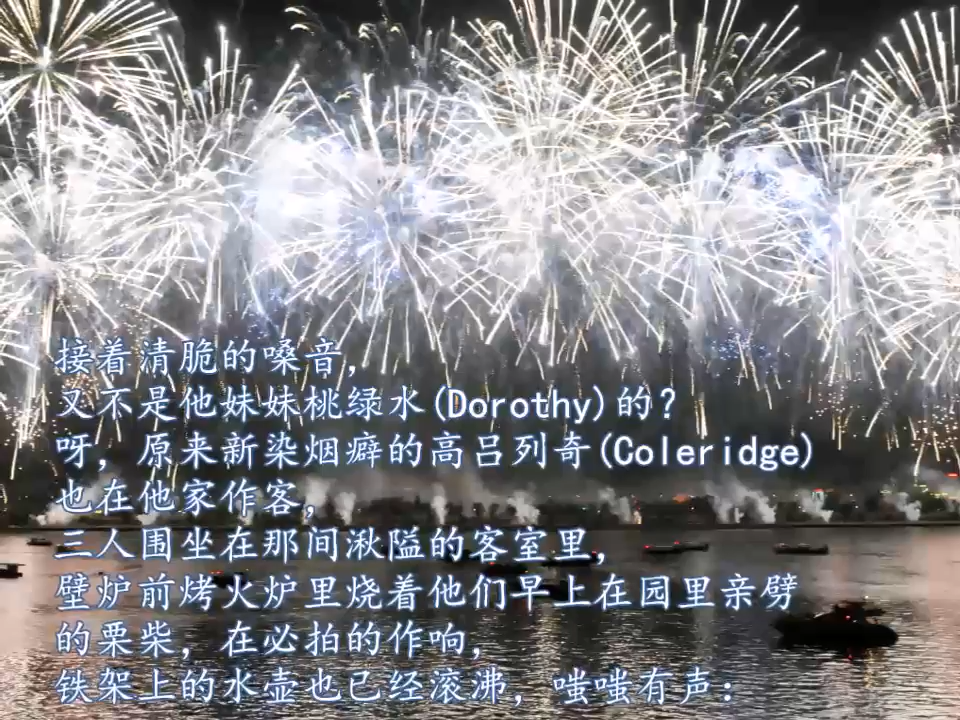 接着清脆的嗓音，
又不是他妹妹桃绿水(Dorothy)的？
呀，原来新染烟癖的高吕列奇(Coleridge)
也在他家作客，
三人围坐在那间湫隘的客室里，
壁炉前烤火炉里烧着他们早上在园里亲劈
的栗柴，在必拍的作响，
铁架上的水壶也已经滚沸，嗤嗤有声：